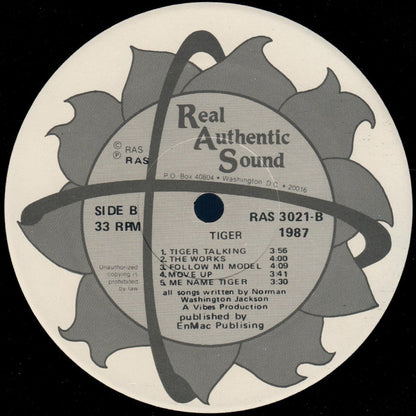 Real
Authentic
Sound
© RAS
℗ RAS
P.O. Box 40804 • Washington D.C. • 20016
SIDE B
33 RPM
RAS 3021-B
1987
TIGER
1. TIGER TALKING 3:56
2. THE WORKS 4:00
3. FOLLOW MI MODEL 4:09
4. MOVE UP 3:41
5. ME NAME TIGER 3:30
Unauthorized
copying is
prohibited
by law
all songs written by Norman
Washington Jackson
A Vibes Production
published by
EnMac Publising